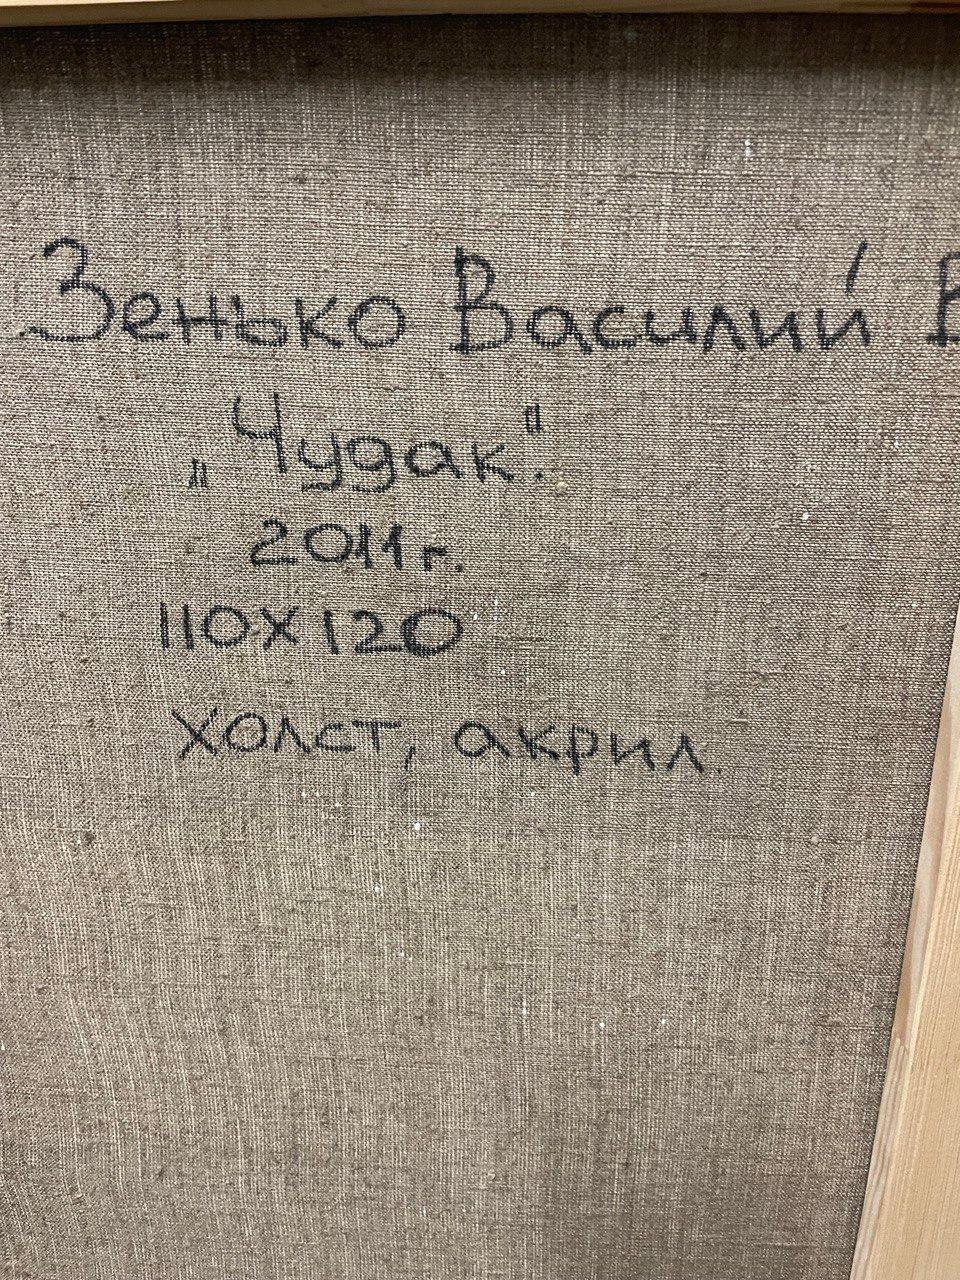 Зенько Василий В
„Чудак".
2011г.
110х120
холст, акрил.